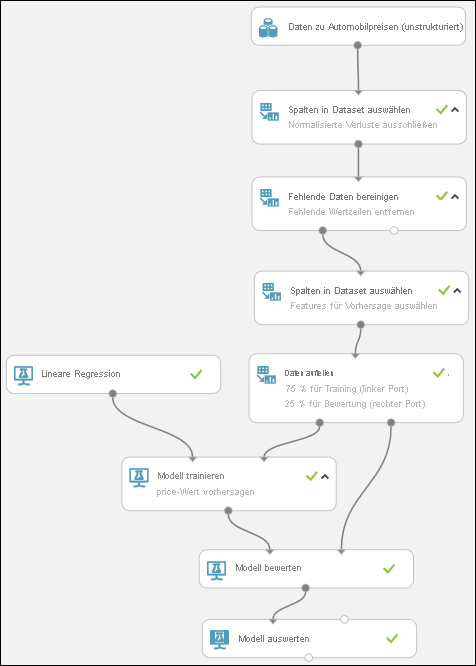 Daten zu Automobilpreisen (unstrukturiert)
Spalten in Dataset auswählen
Normalisierte Verluste ausschließen
Fehlende Daten bereinigen
Fehlende Wertzeilen entfernen
Spalten in Dataset auswählen
Features für Vorhersage auswählen
Lineare Regression
Daten aufteilen
75 % für Training (linker Port)
25 % für Bewertung (rechter Port)
Modell trainieren
price-Wert vorhersagen
Modell bewerten
Modell auswerten